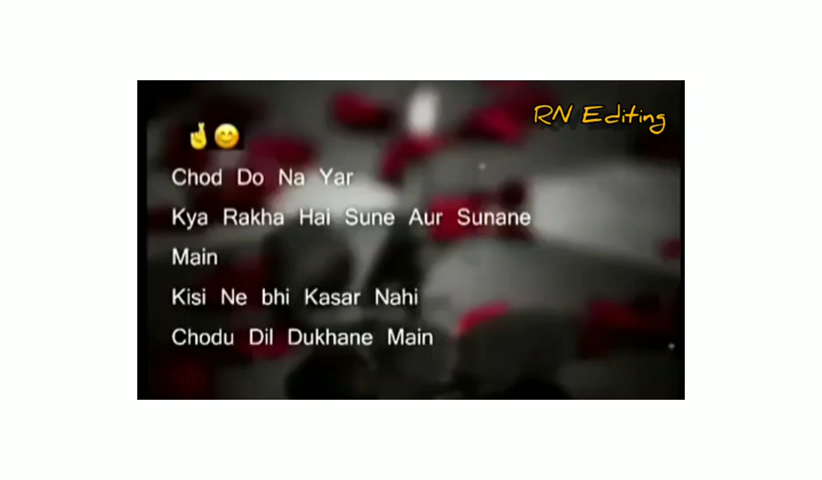 RN Editing
🤞😊
Chod Do Na Yar
Kya Rakha Hai Sune Aur Sunane
Main
Kisi Ne bhi Kasar Nahi
Chodu Dil Dukhane Main